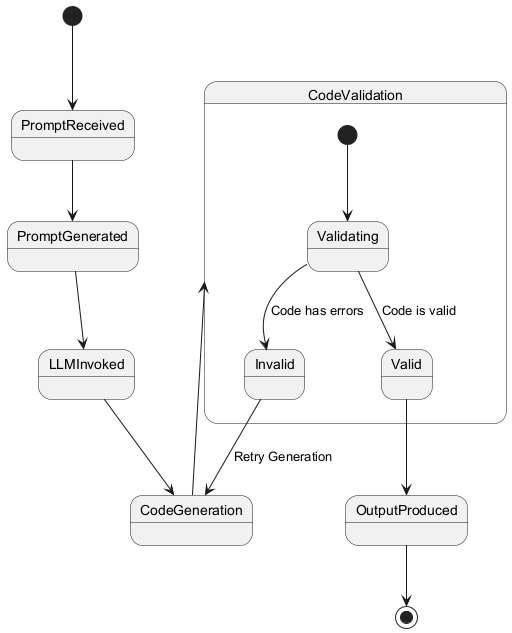 CodeValidation
PromptReceived
Validating
PromptGenerated
Code has errors
Code is valid
LLMInvoked
Invalid
Valid
Retry Generation
CodeGeneration
OutputProduced